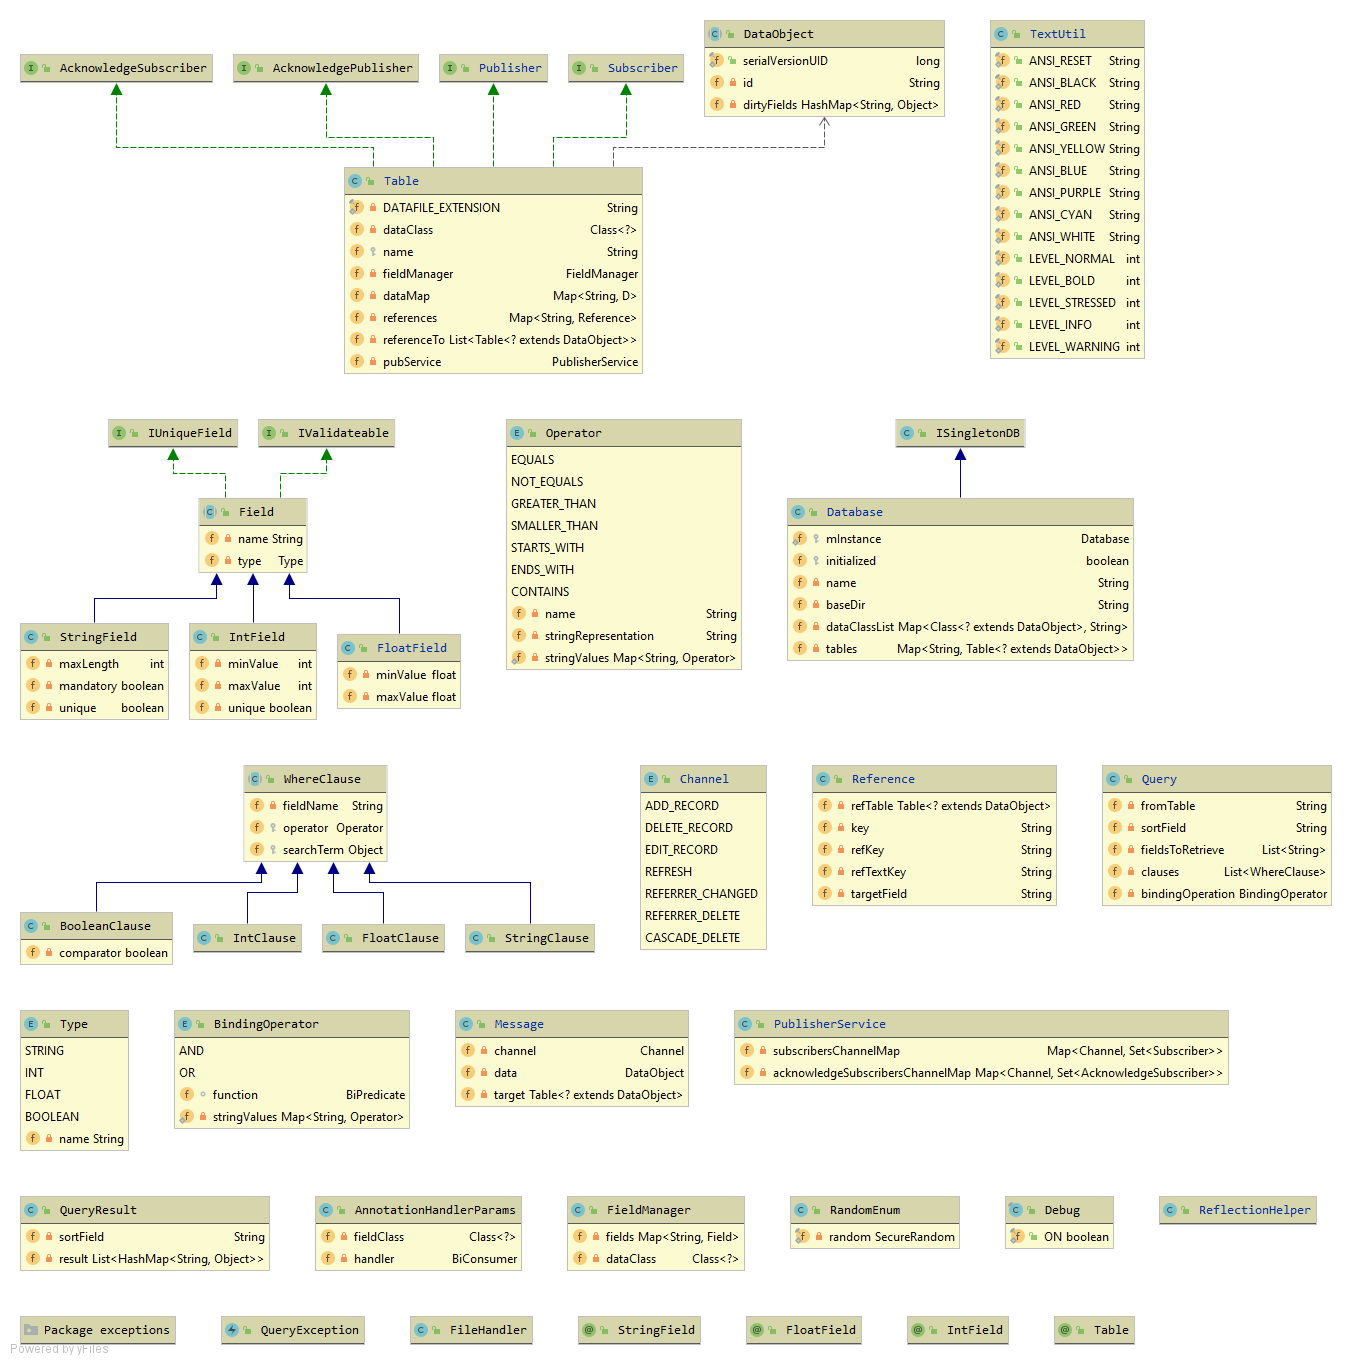 AcknowledgeSubscriber
AcknowledgePublisher
Publisher
Subscriber
DataObject
serialVersionUID long
id String
dirtyFields HashMap<String, Object>
TextUtil
ANSI_RESET String
ANSI_BLACK String
ANSI_RED String
ANSI_GREEN String
ANSI_YELLOW String
ANSI_BLUE String
ANSI_PURPLE String
ANSI_CYAN String
ANSI_WHITE String
LEVEL_NORMAL int
LEVEL_BOLD int
LEVEL_STRESSED int
LEVEL_INFO int
LEVEL_WARNING int
Table
DATAFILE_EXTENSION String
dataClass Class<?>
name String
fieldManager FieldManager
dataMap Map<String, D>
references Map<String, Reference>
referenceTo List<Table<? extends DataObject>>
pubService PublisherService
IUniqueField
IValidateable
Field
name String
type Type
StringField
maxLength int
mandatory boolean
unique boolean
IntField
minValue int
maxValue int
unique boolean
FloatField
minValue float
maxValue float
Operator
EQUALS
NOT_EQUALS
GREATER_THAN
SMALLER_THAN
STARTS_WITH
ENDS_WITH
CONTAINS
name String
stringRepresentation String
stringValues Map<String, Operator>
ISingletonDB
Database
mInstance Database
initialized boolean
name String
baseDir String
dataClassList Map<Class<? extends DataObject>, String>
tables Map<String, Table<? extends DataObject>>
WhereClause
fieldName String
operator Operator
searchTerm Object
BooleanClause
comparator boolean
IntClause
FloatClause
StringClause
Channel
ADD_RECORD
DELETE_RECORD
EDIT_RECORD
REFRESH
REFERRER_CHANGED
REFERRER_DELETE
CASCADE_DELETE
Reference
refTable Table<? extends DataObject>
key String
refKey String
refTextKey String
targetField String
Query
fromTable String
sortField String
fieldsToRetrieve List<String>
clauses List<WhereClause>
bindingOperation BindingOperator
Type
STRING
INT
FLOAT
BOOLEAN
name String
BindingOperator
AND
OR
function BiPredicate
stringValues Map<String, Operator>
Message
channel Channel
data DataObject
target Table<? extends DataObject>
PublisherService
subscribersChannelMap Map<Channel, Set<Subscriber>>
acknowledgeSubscribersChannelMap Map<Channel, Set<AcknowledgeSubscriber>>
QueryResult
sortField String
result List<HashMap<String, Object>>
AnnotationHandlerParams
fieldClass Class<?>
handler BiConsumer
FieldManager
fields Map<String, Field>
dataClass Class<?>
RandomEnum
random SecureRandom
Debug
ON boolean
ReflectionHelper
Package exceptions
QueryException
FileHandler
StringField
FloatField
IntField
Table
Powered by yFiles